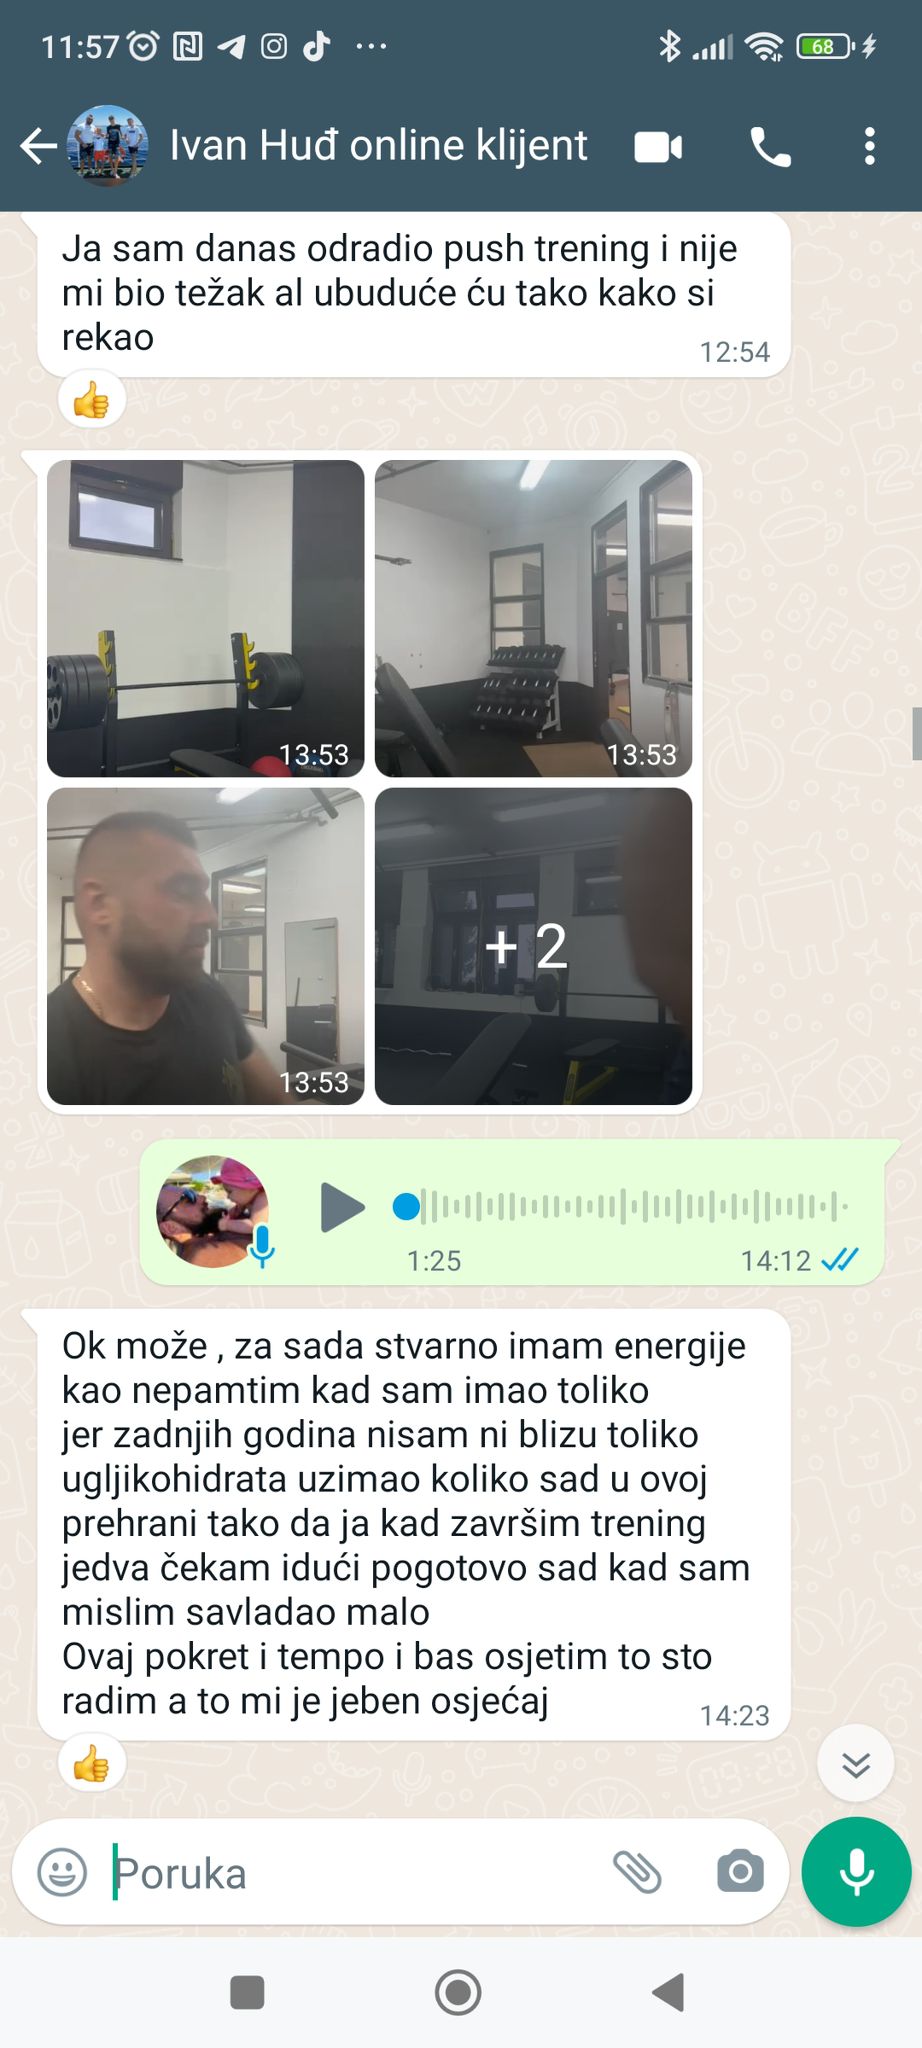 11:57
68
Ivan Huđ online klijent
Ja sam danas odradio push trening i nije
mi bio težak al ubuduće ću tako kako si
rekao
12:54
13:53
13:53
13:53
+ 2
1:25
14:12
Ok može , za sada stvarno imam energije
kao nepamtim kad sam imao toliko
jer zadnjih godina nisam ni blizu toliko
ugljikohidrata uzimao koliko sad u ovoj
prehrani tako da ja kad završim trening
jedva čekam idući pogotovo sad kad sam
mislim savladao malo
Ovaj pokret i tempo i bas osjetim to sto
radim a to mi je jeben osjećaj
14:23
Poruka